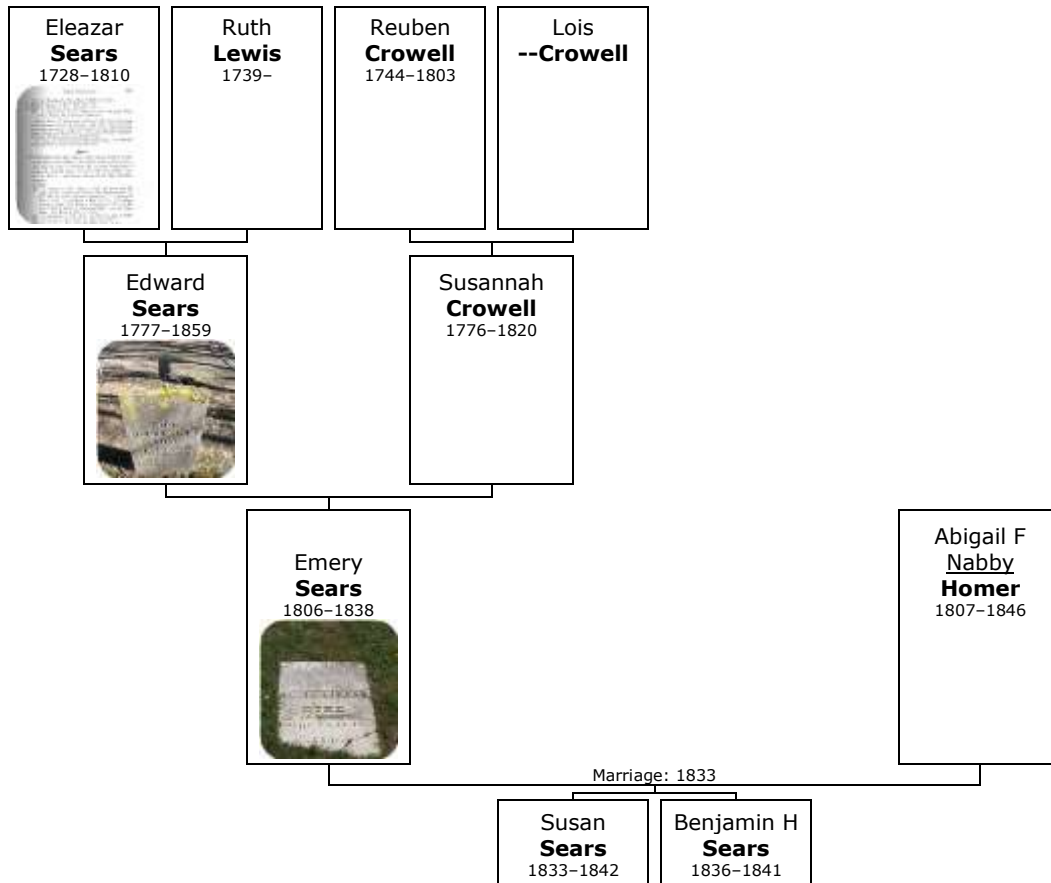 Eleazar
Sears
1728–1810
Ruth
Lewis
1739–
Reuben
Crowell
1744–1803
Lois
--Crowell
Edward
Sears
1777–1859
Susannah
Crowell
1776–1820
Emery
Sears
1806–1838
Abigail F
Nabby
Homer
1807–1846
Marriage: 1833
Susan
Sears
1833–1842
Benjamin H
Sears
1836–1841